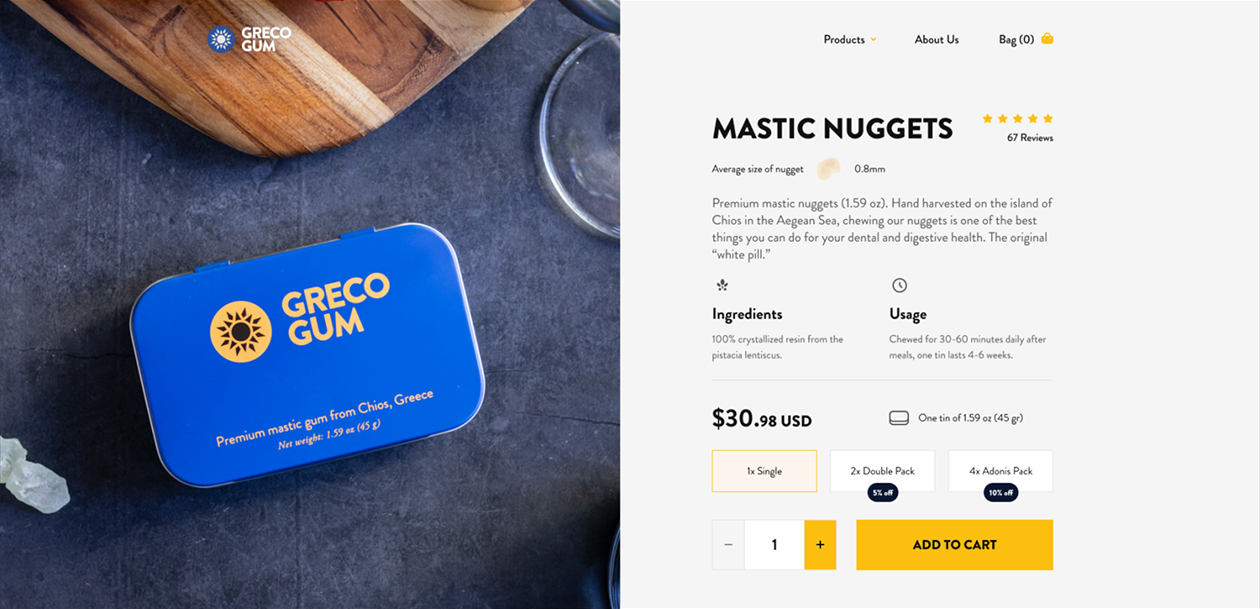 GRECO
GUM
Products
About Us
Bag (0)
MASTIC NUGGETS
67 Reviews
Average size of nugget
0.8mm
Premium mastic nuggets (1.59 oz). Hand harvested on the island of
Chios in the Aegean Sea, chewing our nuggets is one of the best
things you can do for your dental and digestive health. The original
“white pill.”
Ingredients
100% crystallized resin from the
pistacia lentiscus.
Usage
Chewed for 30-60 minutes daily after
meals, one tin lasts 4-6 weeks.
$30.98 USD
One tin of 1.59 oz (45 gr)
1x Single
2x Double Pack
5% off
4x Adonis Pack
10% off
− 1 +
ADD TO CART
GRECO
GUM
Premium mastic gum from Chios, Greece
Net weight: 1.59 oz (45 g)